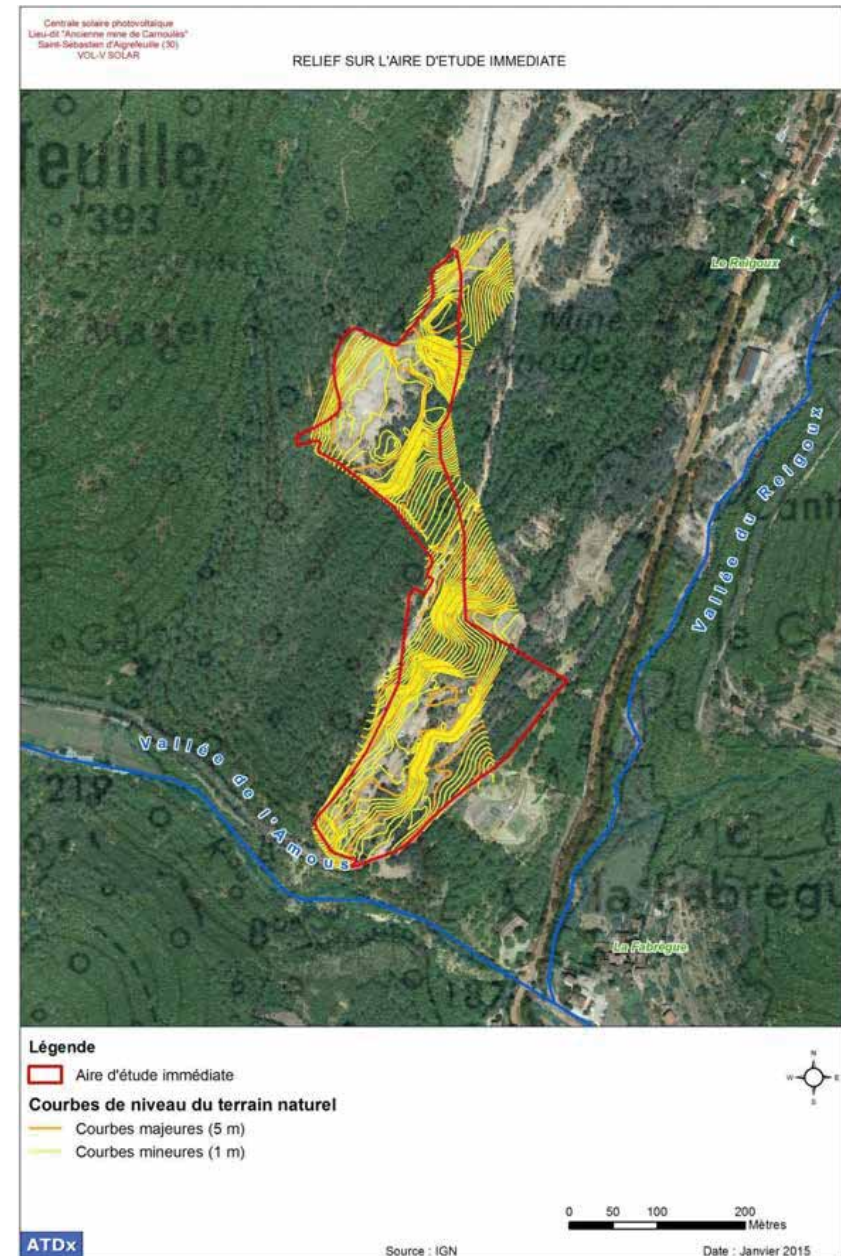 Centrale solaire photovoltaïque
Lieu-dit "Ancienne mine de Carnoulès"
Saint-Sébastien d'Aigrefeuille (30)
VOL-V SOLAR
RELIEF SUR L'AIRE D'ETUDE IMMEDIATE
feuille
393
Le Reigoux
Mine
Vallée du Reigoux
Vallée de l'Amous
219
la Fabrègu
La Fabrègue
187
Légende
N
W E
S
Aire d'étude immédiate
Courbes de niveau du terrain naturel
Courbes majeures (5 m)
Courbes mineures (1 m)
0 50 100 200
Mètres
ATDx
Source : IGN
Date : Janvier 2015